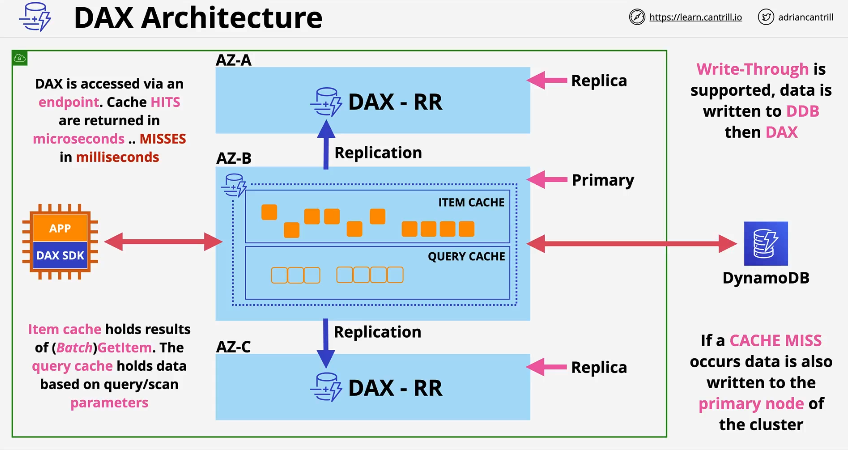 DAX Architecture
https://learn.cantrill.io
adriancantrill
DAX is accessed via an
endpoint. Cache HITS
are returned in
microseconds .. MISSES
in milliseconds
AZ-A
DAX - RR
Replica
Replication
Write-Through is
supported, data is
written to DDB
then DAX
AZ-B
Primary
ITEM CACHE
QUERY CACHE
APP
DAX SDK
DynamoDB
Replication
Item cache holds results
of (Batch)GetItem. The
query cache holds data
based on query/scan
parameters
AZ-C
DAX - RR
Replica
If a CACHE MISS
occurs data is also
written to the
primary node of
the cluster